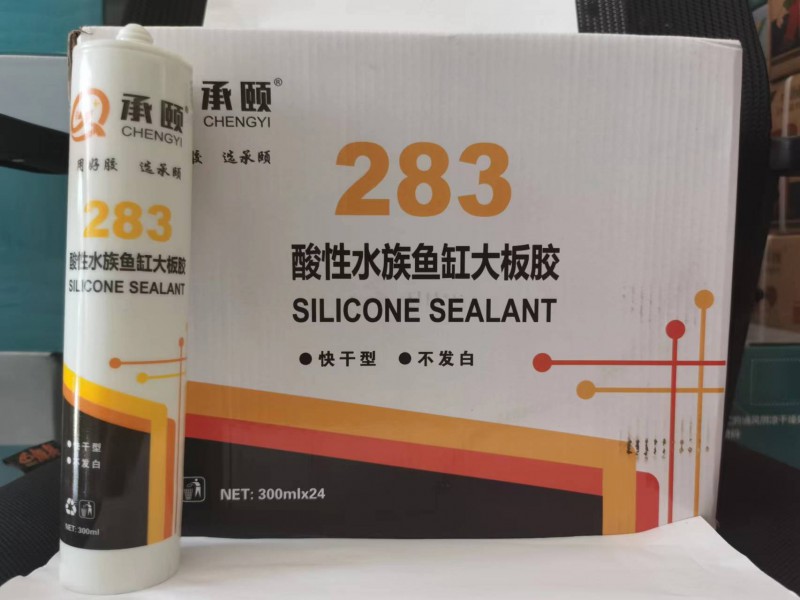 承颐®
CHENGYI
用好胶 选承颐
283
酸性水族鱼缸大板胶
SILICONE SEALANT
快干型
不发白
NET: 300ml
承颐®
CHENGYI
胶 选承颐
283
酸性水族鱼缸大板胶
SILICONE SEALANT
●快干型 ●不发白
NET: 300mlx24